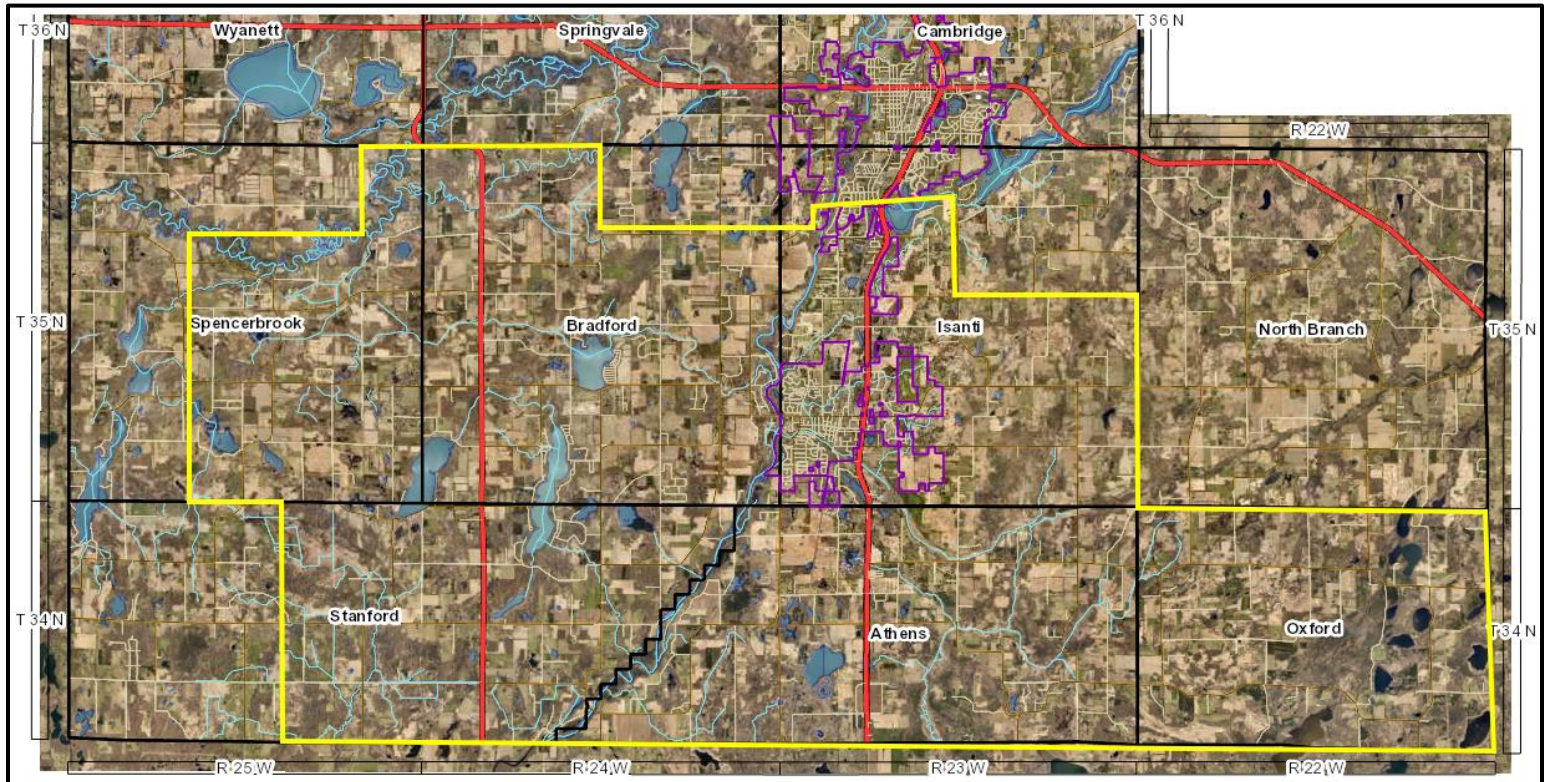 T 36 N
Wyanett
Springvale
Cambridge
T 36 N
R 22 W
T 35 N
Spencerbrook
Bradford
Isanti
North Branch
T 35 N
T 34 N
Stanford
Athens
Oxford
T 34 N
R 25 W
R 24 W
R 23 W
R 22 W